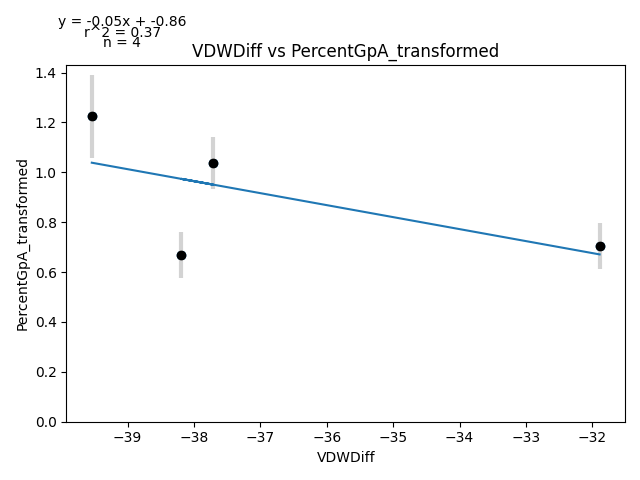 y = -0.05x + -0.86
r^2 = 0.37
n = 4
VDWDiff vs PercentGpA_transformed
1.4
1.2
1.0
0.8
0.6
0.4
0.2
0.0
PercentGpA_transformed
−39
−38
−37
−36
−35
−34
−33
−32
VDWDiff